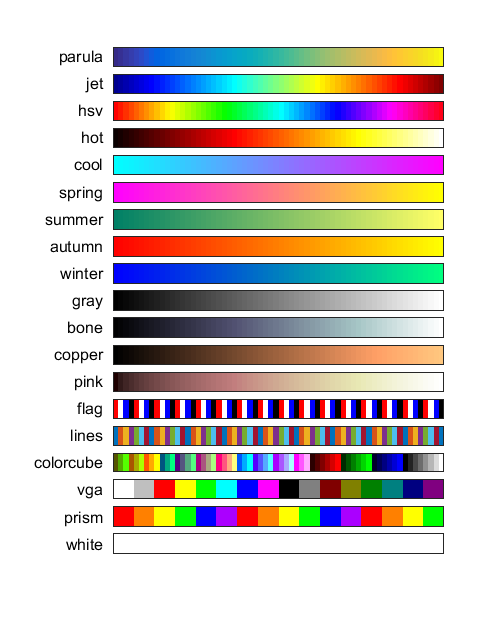 parula
jet
hsv
hot
cool
spring
summer
autumn
winter
gray
bone
copper
pink
flag
lines
colorcube
vga
prism
white